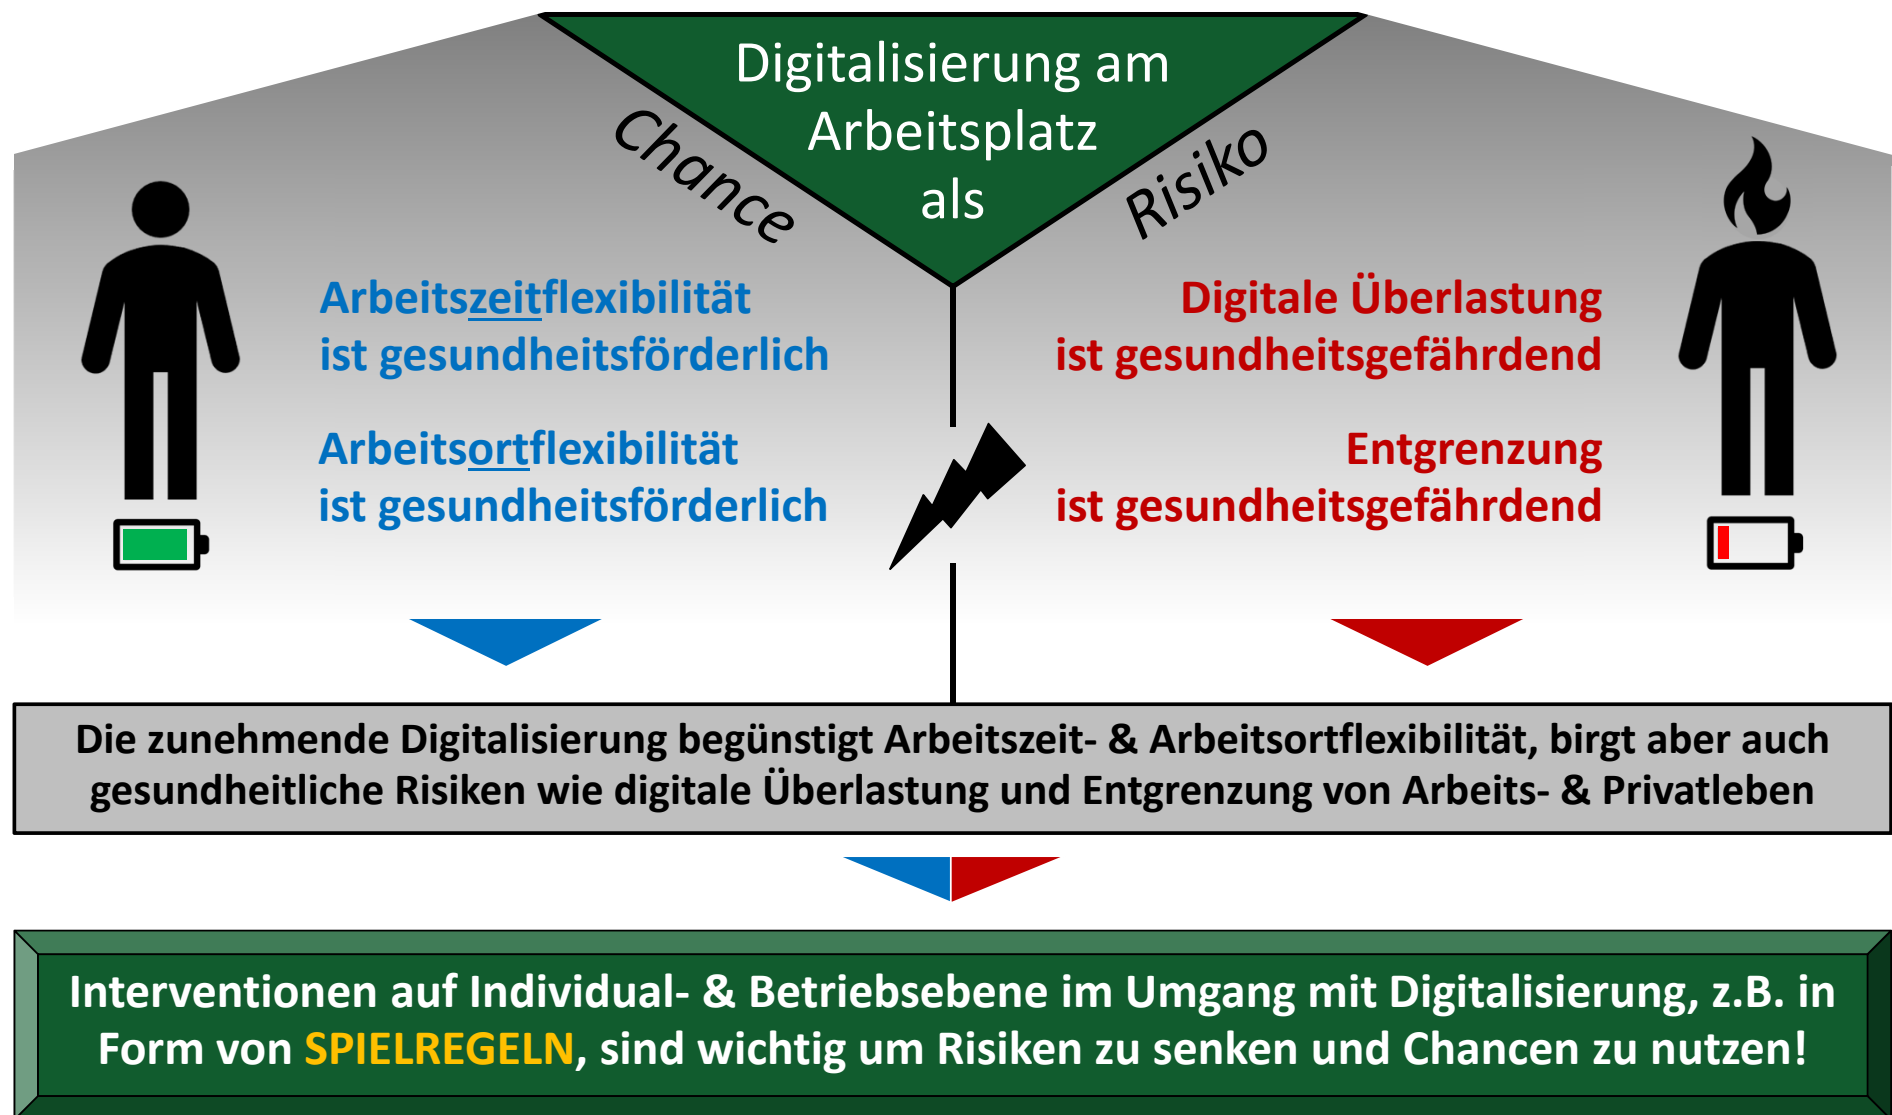 Digitalisierung am
Arbeitsplatz
als
Chance
Risiko
Arbeitszeitflexibilität
ist gesundheitsförderlich
Arbeitsortflexibilität
ist gesundheitsförderlich
Digitale Überlastung
ist gesundheitsgefährdend
Entgrenzung
ist gesundheitsgefährdend
Die zunehmende Digitalisierung begünstigt Arbeitszeit- & Arbeitsortflexibilität, birgt aber auch
gesundheitliche Risiken wie digitale Überlastung und Entgrenzung von Arbeits- & Privatleben
Interventionen auf Individual- & Betriebsebene im Umgang mit Digitalisierung, z.B. in
Form von SPIELREGELN, sind wichtig um Risiken zu senken und Chancen zu nutzen!